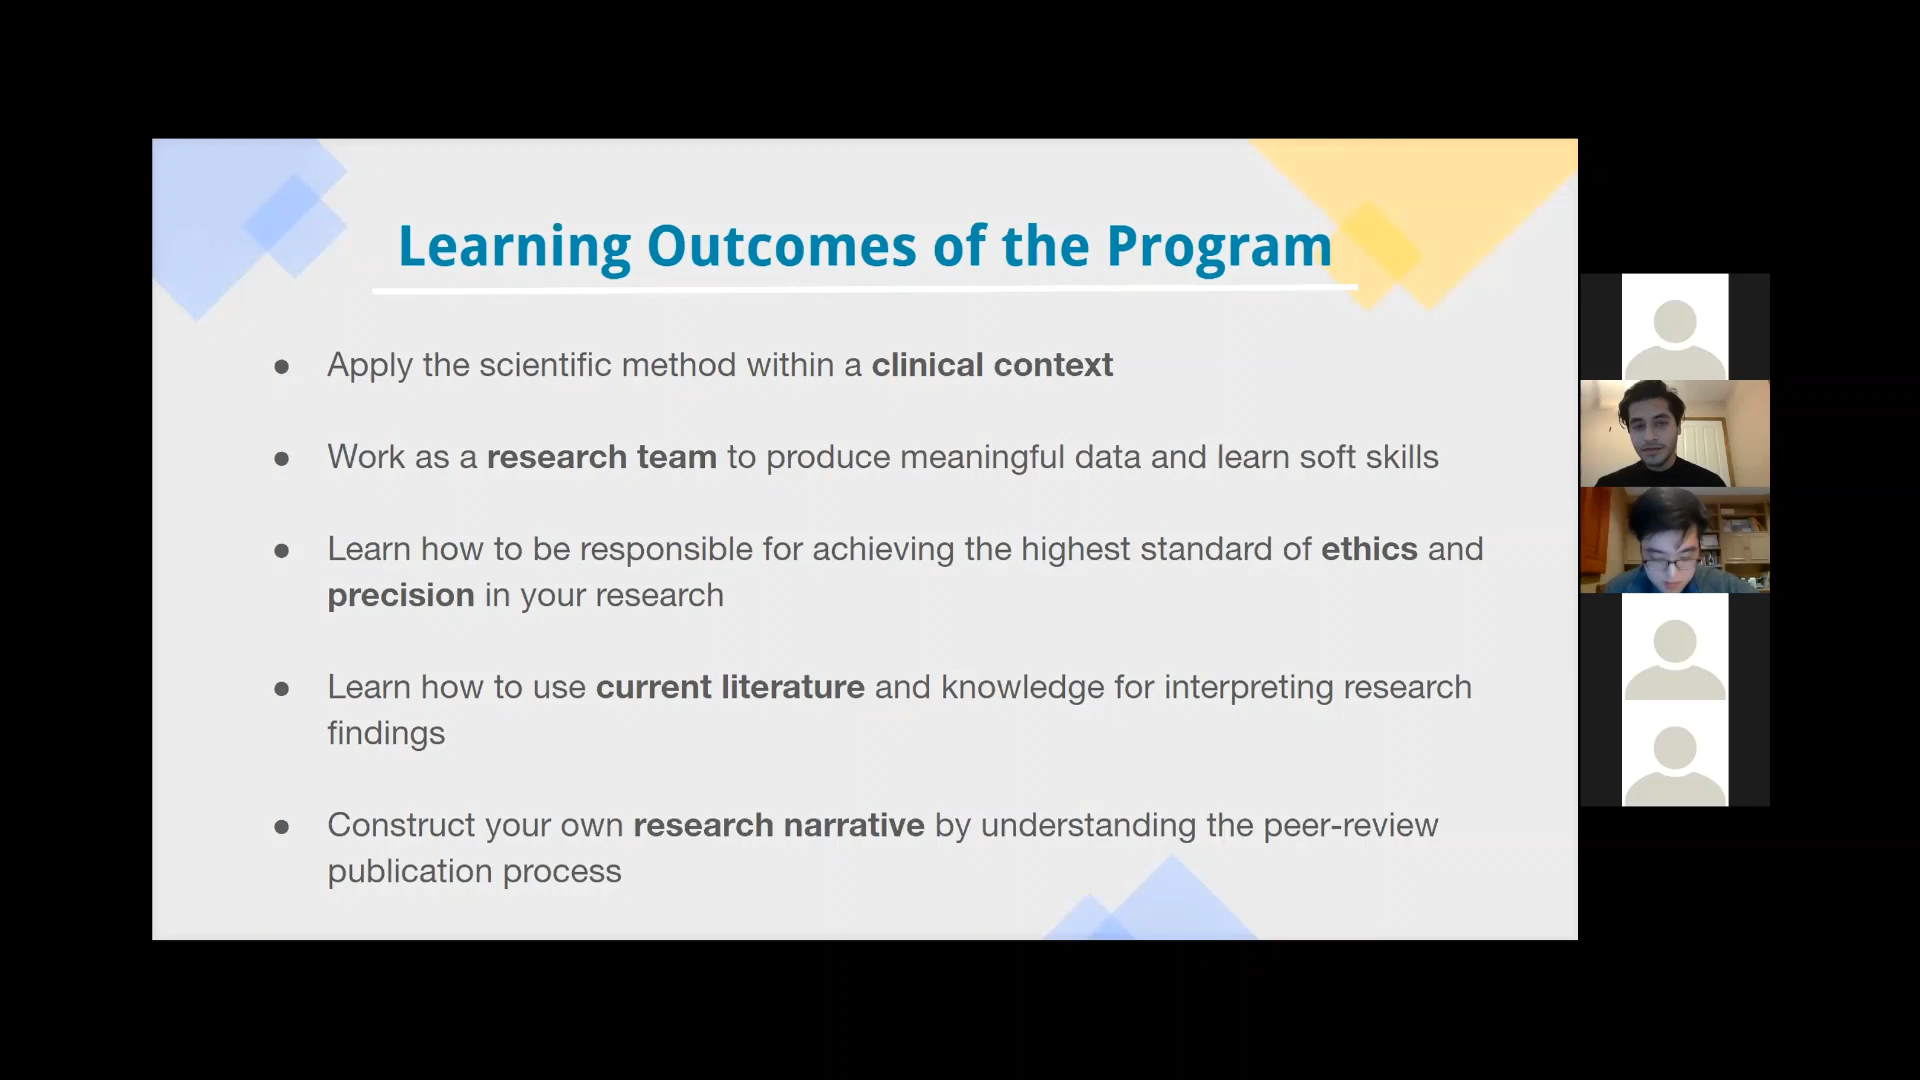 Learning Outcomes of the Program
● Apply the scientific method within a clinical context
● Work as a research team to produce meaningful data and learn soft skills
● Learn how to be responsible for achieving the highest standard of ethics and
precision in your research
● Learn how to use current literature and knowledge for interpreting research
findings
● Construct your own research narrative by understanding the peer-review
publication process